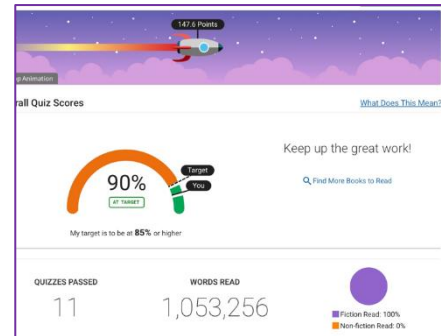 147.6 Points
p Animation
rall Quiz Scores
What Does This Mean?
Target
You
90%
AT TARGET
My target is to be at 85% or higher
Keep up the great work!
Find More Books to Read
QUIZZES PASSED
11
WORDS READ
1,053,256
Fiction Read: 100%
Non-fiction Read: 0%